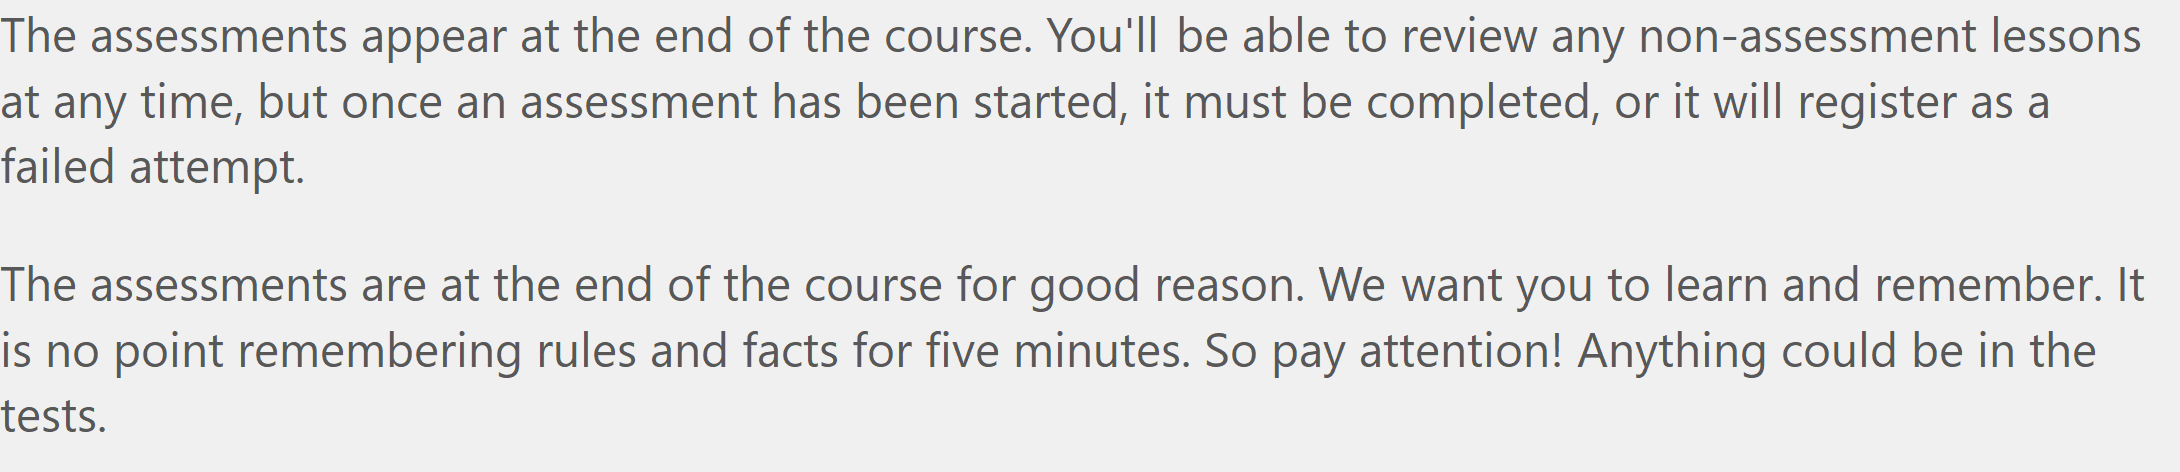 The assessments appear at the end of the course. You'll be able to review any non-assessment lessons
at any time, but once an assessment has been started, it must be completed, or it will register as a
failed attempt.
The assessments are at the end of the course for good reason. We want you to learn and remember. It
is no point remembering rules and facts for five minutes. So pay attention! Anything could be in the
tests.